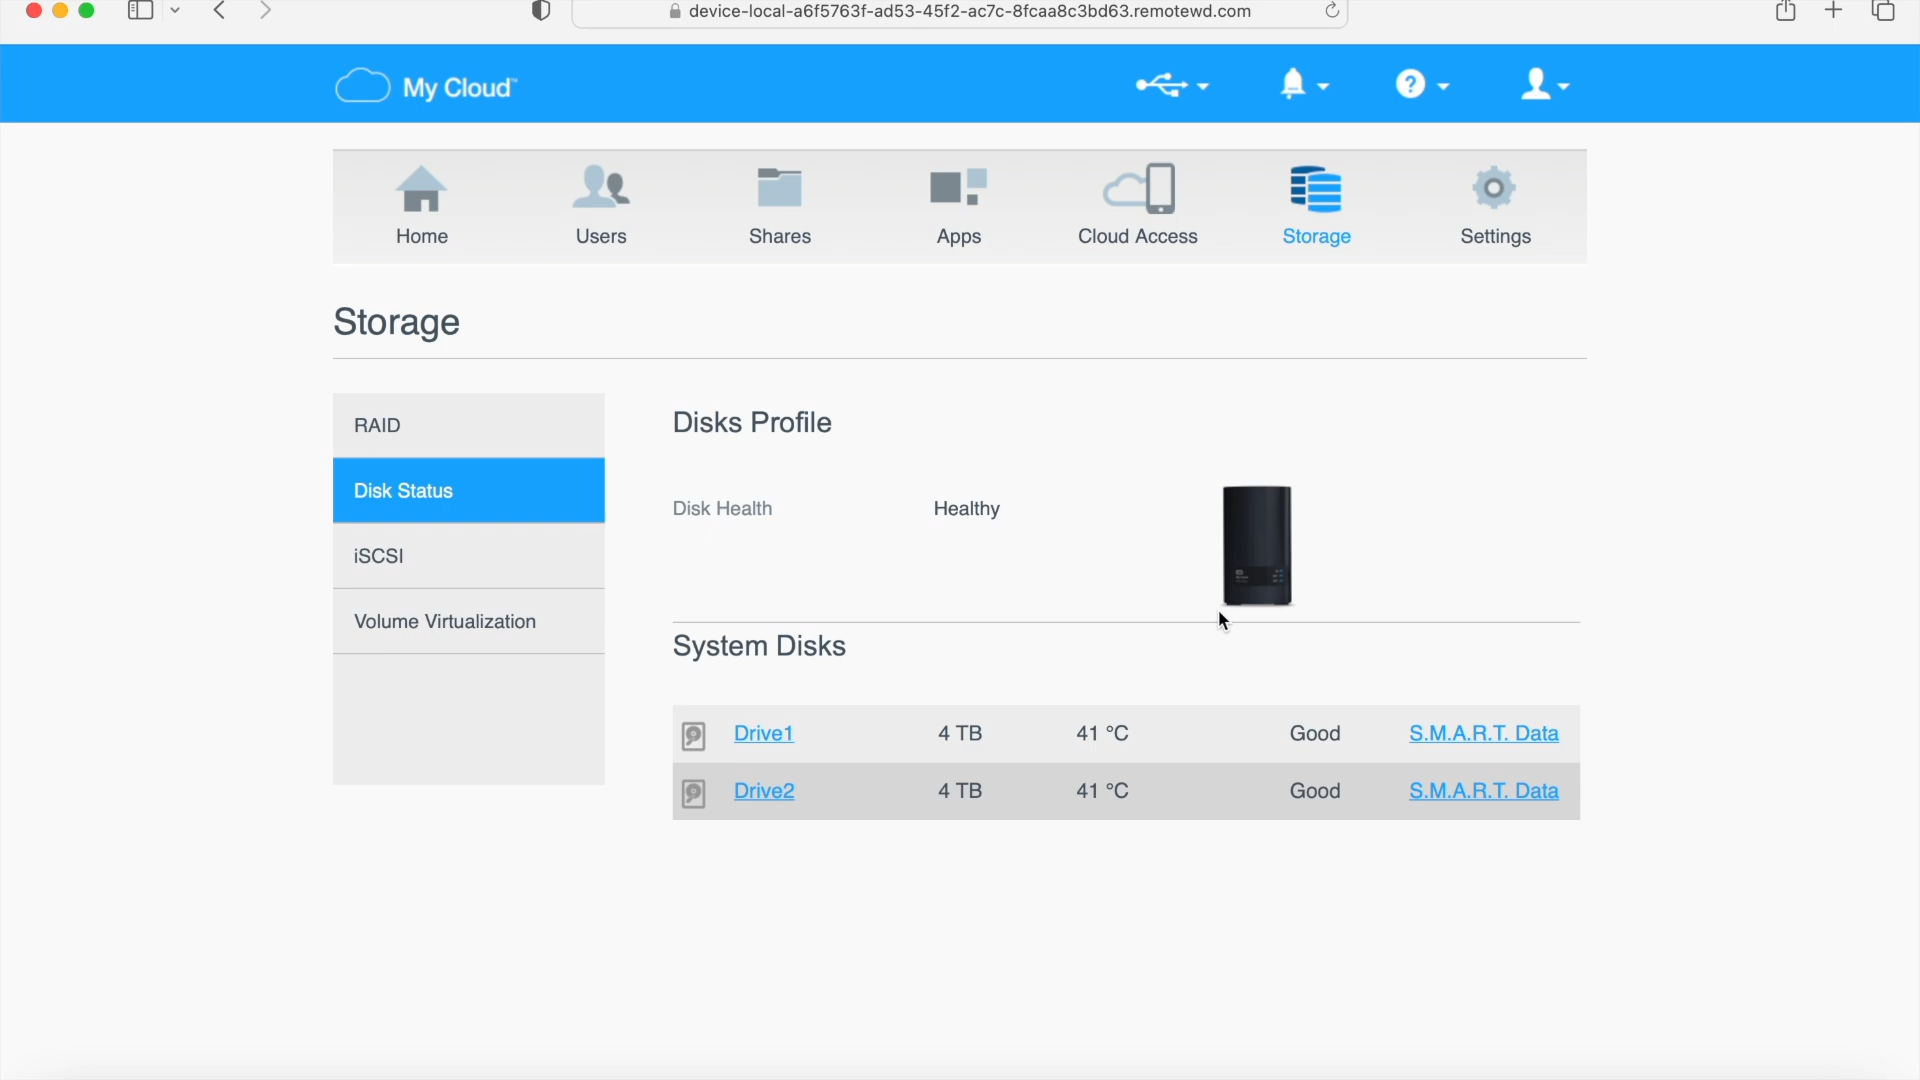 device-local-a6f5763f-ad53-45f2-ac7c-8fcaa8c3bd63.remotewd.com
My Cloud™
Home Users Shares Apps Cloud Access Storage Settings
Storage
RAID
Disk Status
iSCSI
Volume Virtualization
Disks Profile
Disk Health Healthy
System Disks
Drive1 4 TB 41 °C Good S.M.A.R.T. Data
Drive2 4 TB 41 °C Good S.M.A.R.T. Data